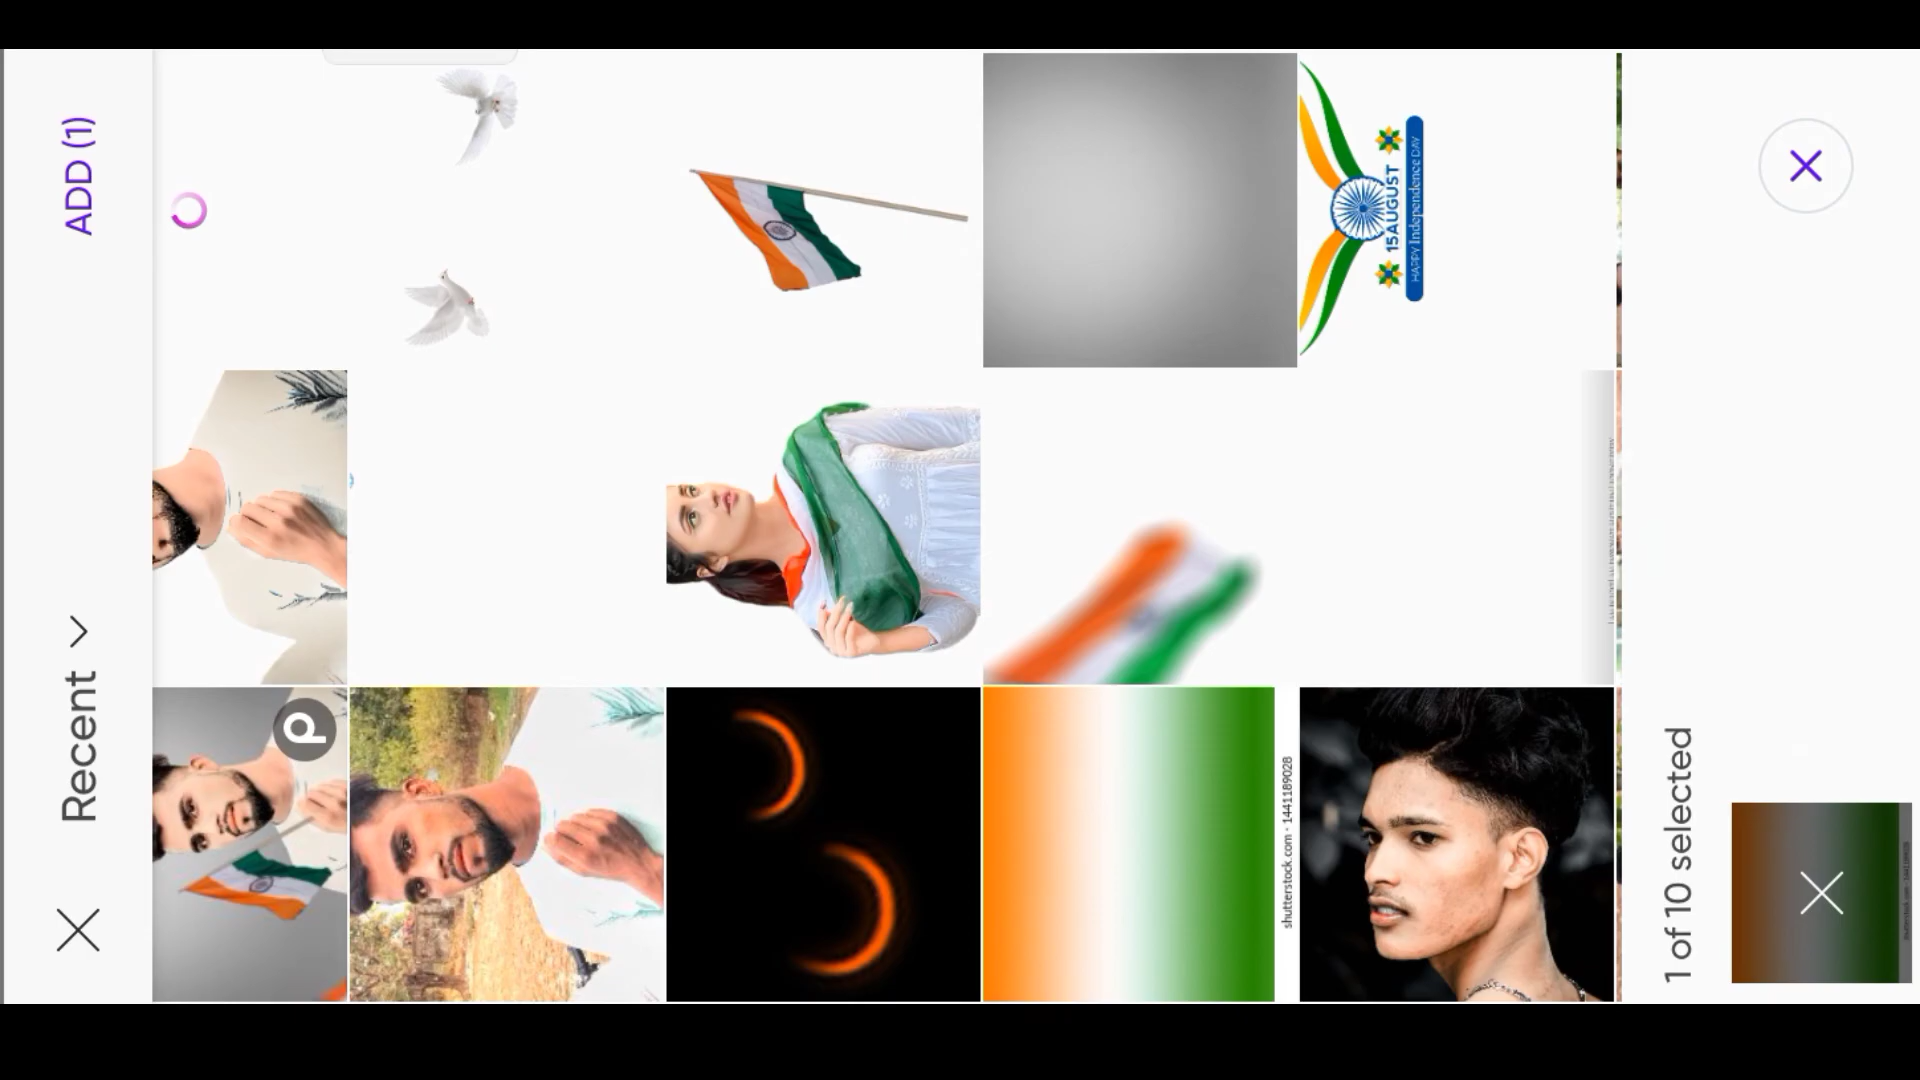 Recent
ADD (1)
15AUGUST
HAPPY Independence DAY
shutterstock.com · 1441189028
1 of 10 selected